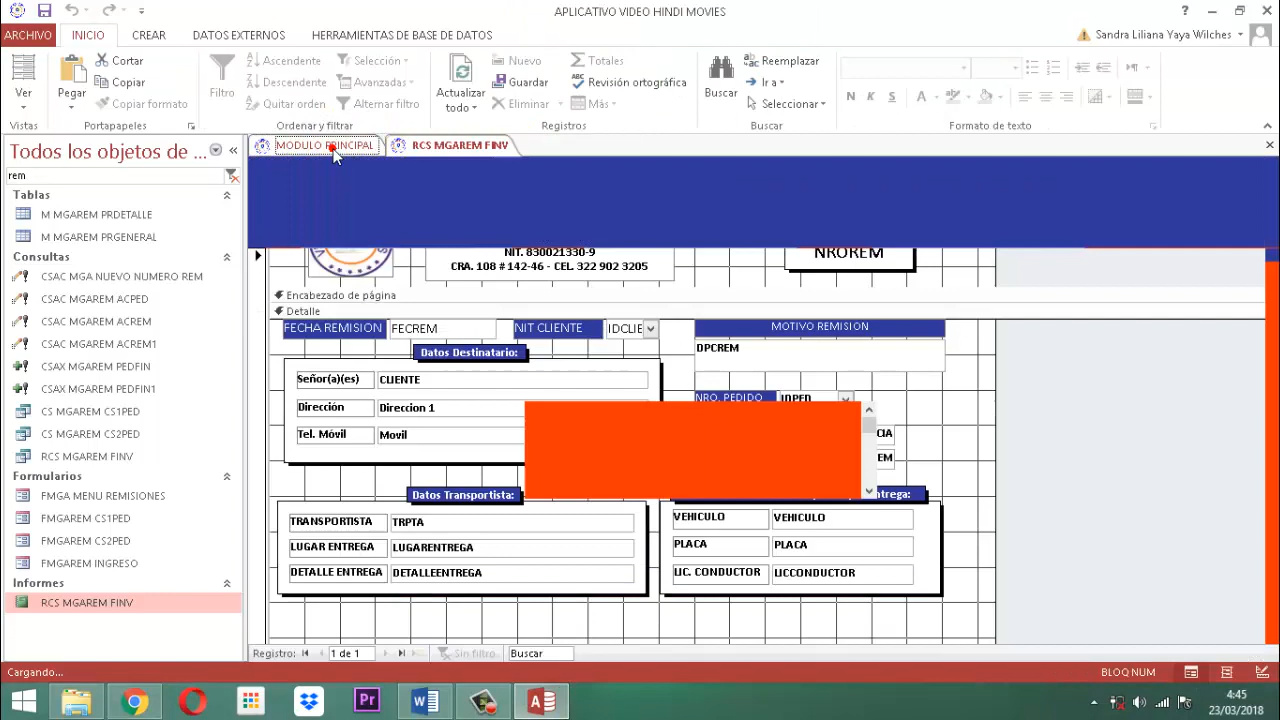 APLICATIVO VIDEO HINDI MOVIES
ARCHIVO INICIO CREAR DATOS EXTERNOS HERRAMIENTAS DE BASE DE DATOS Sandra Liliana Yaya Wilches
Ver
Vistas
Pegar
Cortar
Copiar
Copiar formato
Portapapeles
Filtro
Ascendente
Descendente
Quitar orden
Selección
Avanzadas
Alternar filtro
Ordenar y filtrar
Actualizar todo
Nuevo
Guardar
Eliminar
Totales
Revisión ortográfica
Más
Registros
Buscar
Reemplazar
Ir a
Seleccionar
Buscar
N K S
Formato de texto
Todos los objetos de ...
rem
Tablas
M MGAREM PRDETALLE
M MGAREM PRGENERAL
Consultas
CSAC MGA NUEVO NUMERO REM
CSAC MGAREM ACPED
CSAC MGAREM ACREM
CSAC MGAREM ACREM1
CSAX MGAREM PEDFIN
CSAX MGAREM PEDFIN1
CS MGAREM CS1PED
CS MGAREM CS2PED
RCS MGAREM FINV
Formularios
FMGA MENU REMISIONES
FMGAREM CS1PED
FMGAREM CS2PED
FMGAREM INGRESO
Informes
RCS MGAREM FINV
MODULO PRINCIPAL RCS MGAREM FINV
NIT. 830021330-9
CRA. 108 # 142-46 - CEL. 322 902 3205
NROREM
Encabezado de página
Detalle
FECHA REMISION FECREM NIT CLIENTE IDCLIE MOTIVO REMISION
DPCREM
Datos Destinatario:
Señor(a)(es) CLIENTE
NRO. PEDIDO IDPED
Dirección Direccion 1
Tel. Móvil Movil
CIA
EM
Datos Transportista: ntrega:
TRANSPORTISTA TRPTA VEHICULO VEHICULO
LUGAR ENTREGA LUGARENTREGA PLACA PLACA
DETALLE ENTREGA DETALLEENTREGA LIC. CONDUCTOR LICCONDUCTOR
Registro: 1 de 1 Sin filtro Buscar
Cargando... BLOQ NUM
4:45
23/03/2018